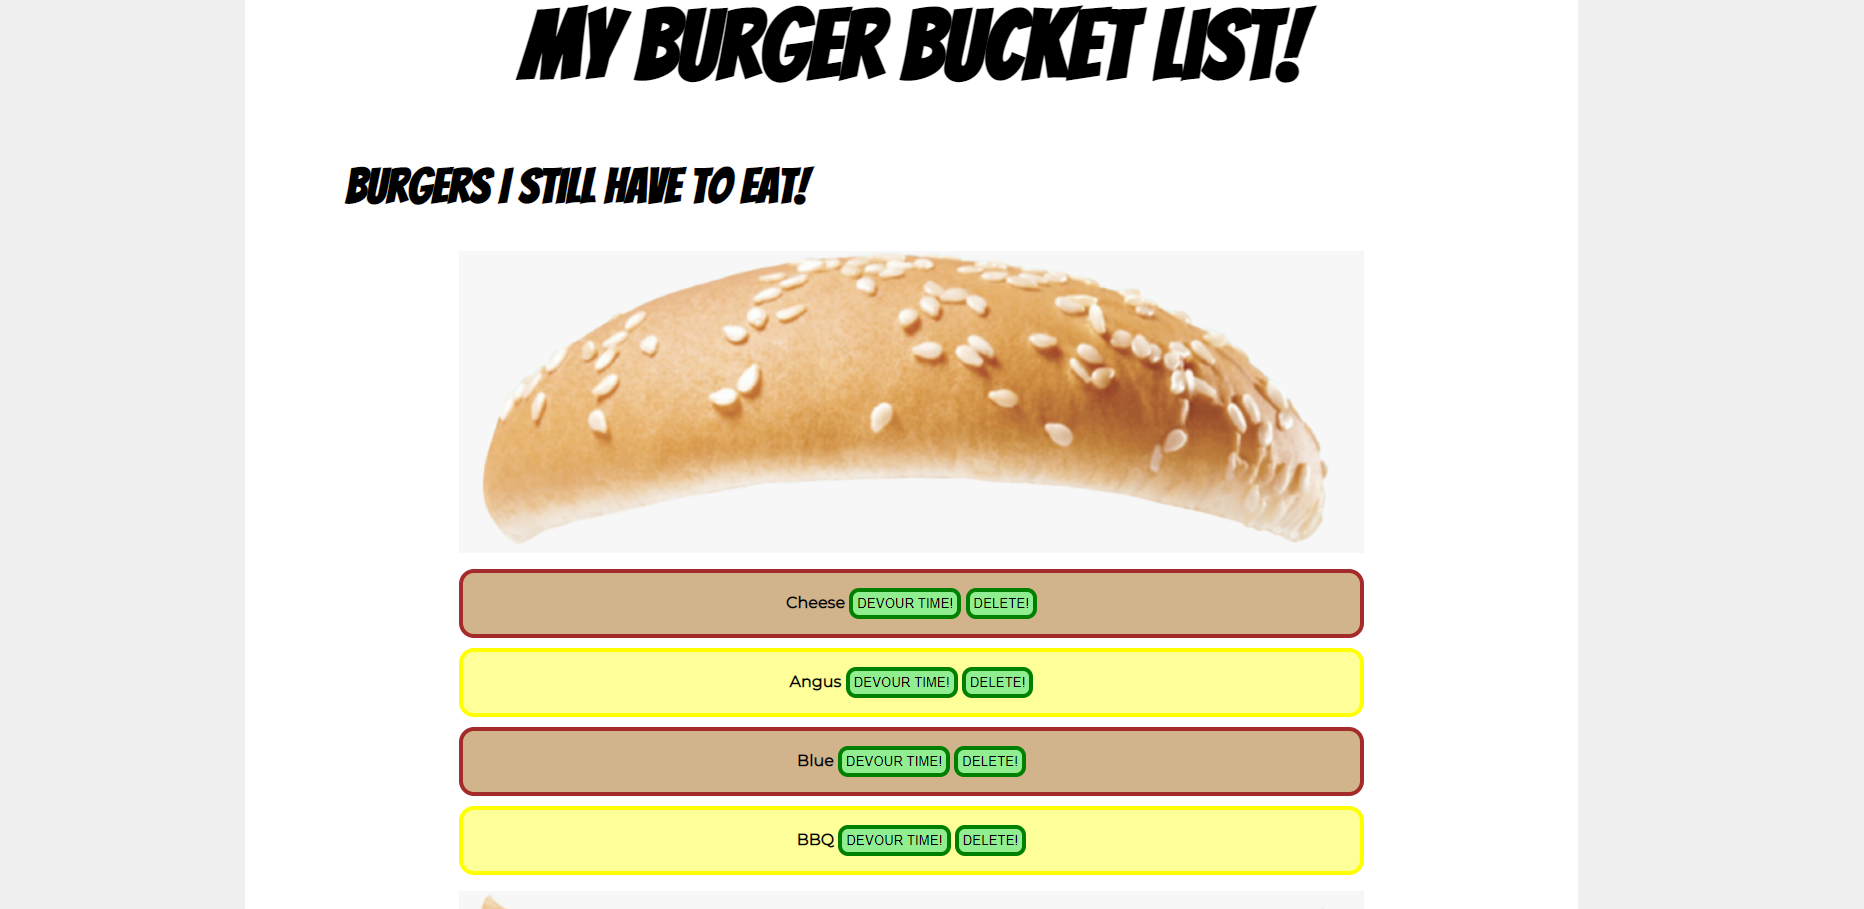 MY BURGER BUCKET LIST!
BURGERS I STILL HAVE TO EAT!
Cheese DEVOUR TIME! DELETE!
Angus DEVOUR TIME! DELETE!
Blue DEVOUR TIME! DELETE!
BBQ DEVOUR TIME! DELETE!